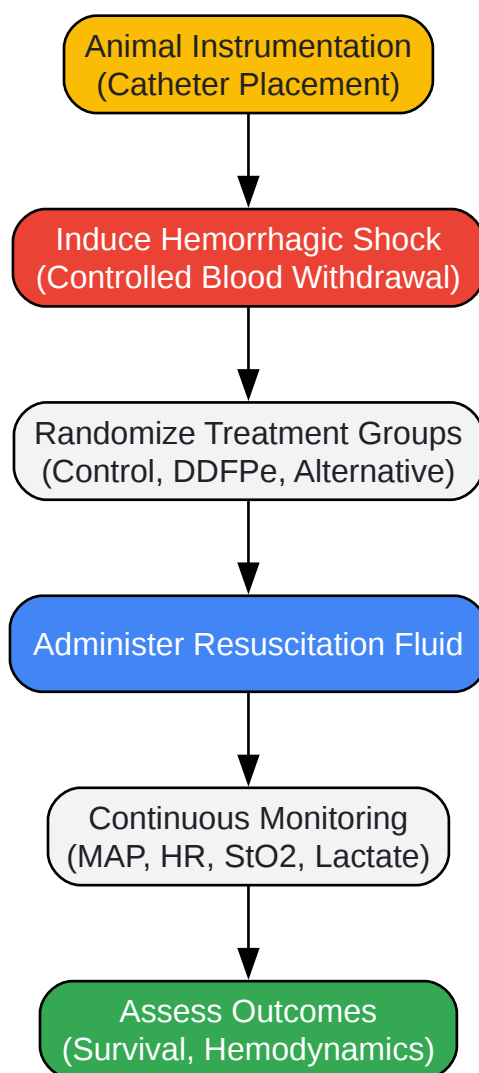 Animal Instrumentation
(Catheter Placement)
Induce Hemorrhagic Shock
(Controlled Blood Withdrawal)
Randomize Treatment Groups
(Control, DDFPe, Alternative)
Administer Resuscitation Fluid
Continuous Monitoring
(MAP, HR, StO2, Lactate)
Assess Outcomes
(Survival, Hemodynamics)